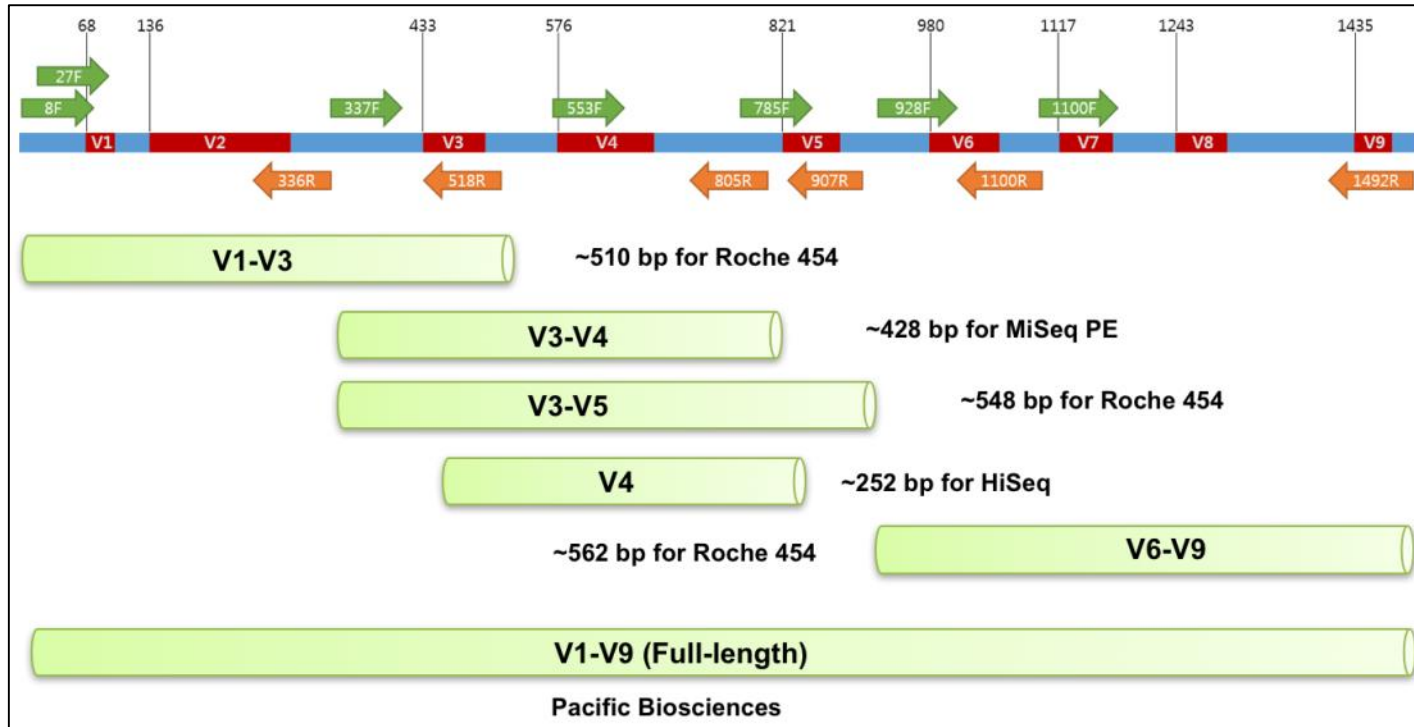 68 136 433 576 821 980 1117 1243 1435
27F
8F 337F 553F 785F 928F 1100F
V1 V2 V3 V4 V5 V6 V7 V8 V9
336R 518R 805R 907R 1100R 1492R
V1-V3 ~510 bp for Roche 454
V3-V4 ~428 bp for MiSeq PE
V3-V5 ~548 bp for Roche 454
V4 ~252 bp for HiSeq
~562 bp for Roche 454 V6-V9
V1-V9 (Full-length)
Pacific Biosciences